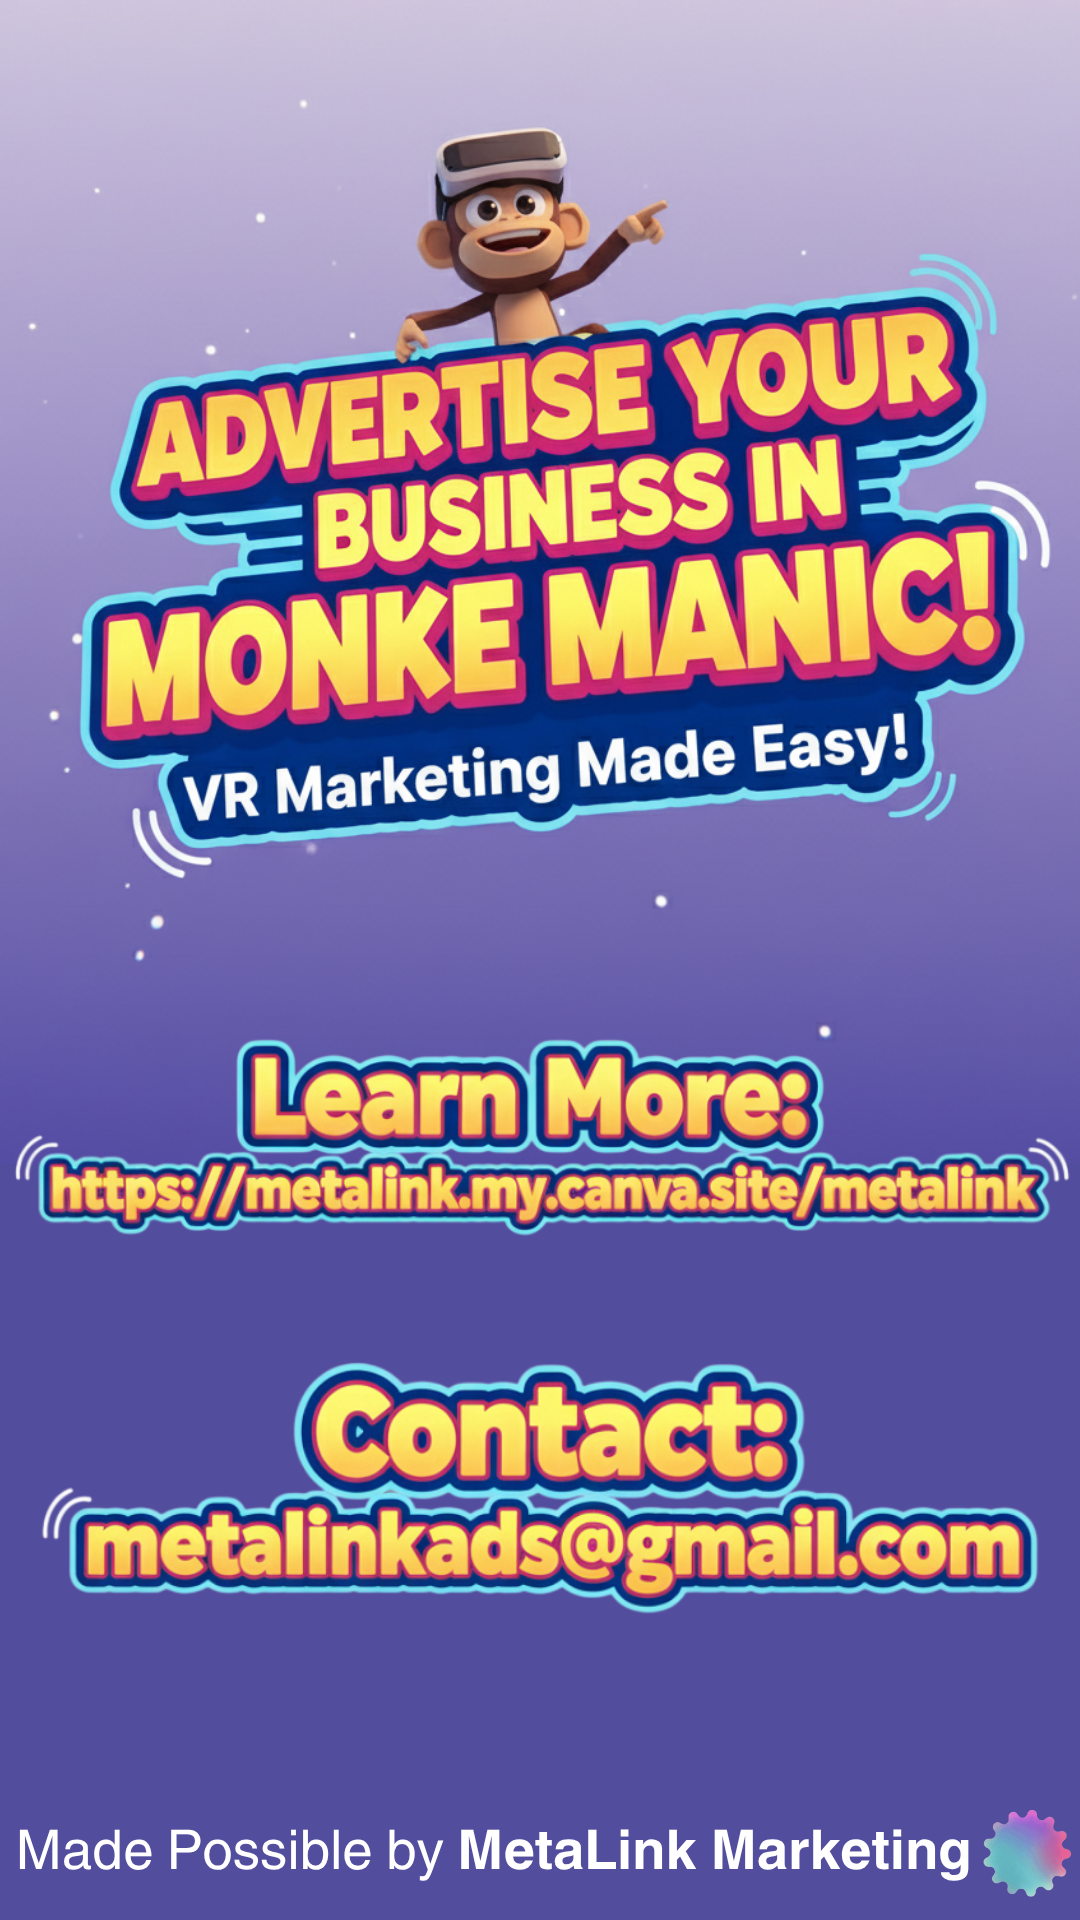 ADVERTISE YOUR
BUSINESS IN
MONKE MANIC!
VR Marketing Made Easy!
Learn More:
https://metalink.my.canva.site/metalink
Contact:
metalinkads@gmail.com
Made Possible by MetaLink Marketing